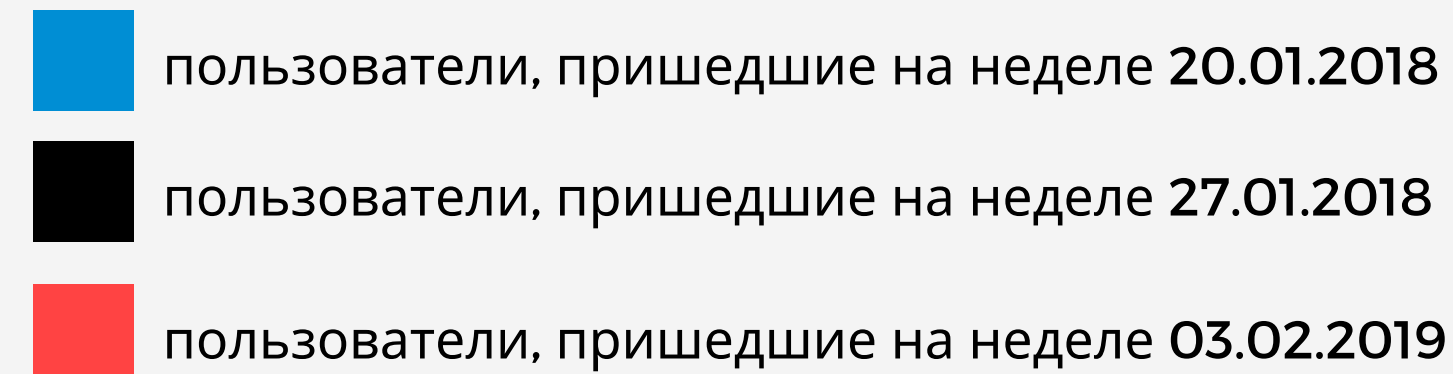 пользователи, пришедшие на неделе 20.01.2018
пользователи, пришедшие на неделе 27.01.2018
пользователи, пришедшие на неделе 03.02.2019